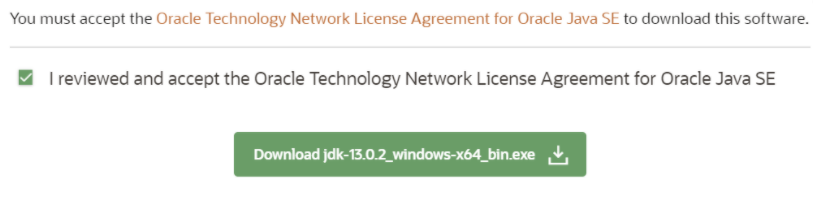 You must accept the Oracle Technology Network License Agreement for Oracle Java SE to download this software.
I reviewed and accept the Oracle Technology Network License Agreement for Oracle Java SE
Download jdk-13.0.2_windows-x64_bin.exe